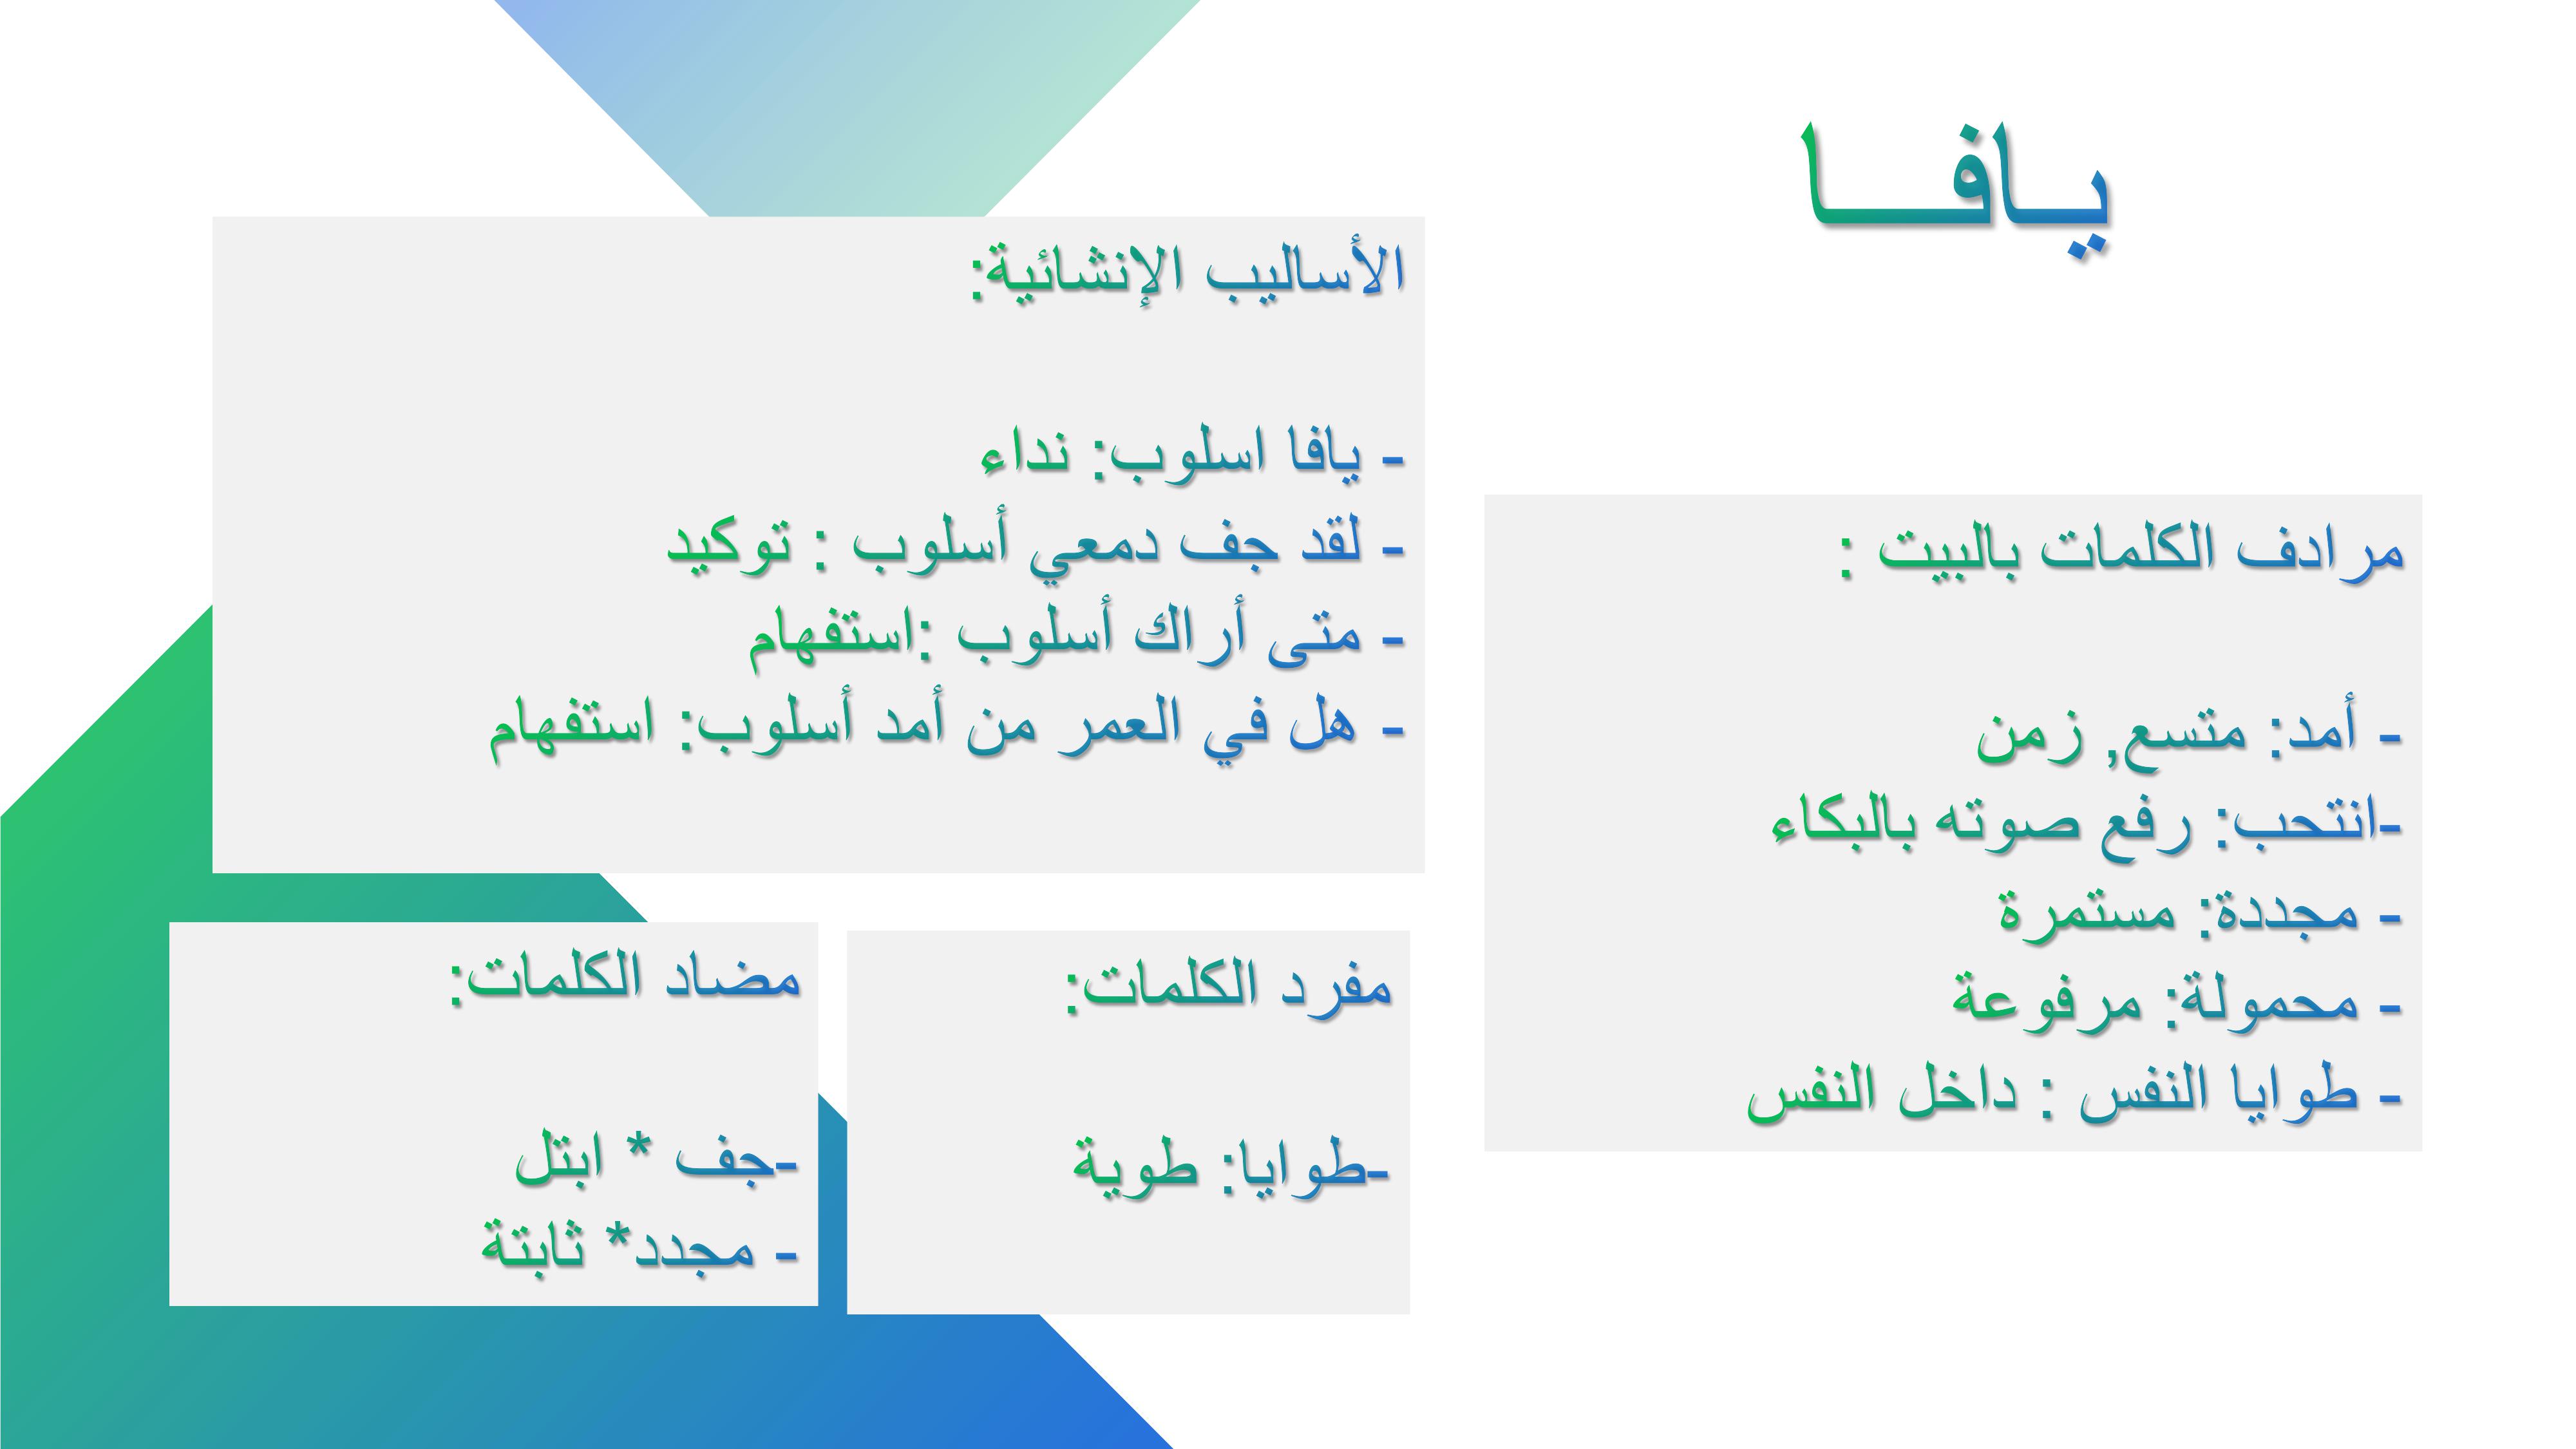 يـافـــا
مرادف الكلمات بالبيت :
- أمد: متسع, زمن
-انتحب: رفع صوته بالبكاء
- مجددة: مستمرة
- محمولة: مرفوعة
- طوايا النفس : داخل النفس
الأساليب الإنشائية:
- يافا اسلوب: نداء
- لقد جف دمعي أسلوب : توكيد
- متى أراك أسلوب :استفهام
- هل في العمر من أمد أسلوب: استفهام
مفرد الكلمات:
-طوايا: طوية
مضاد الكلمات:
-جف * ابتل
- مجدد* ثابتة